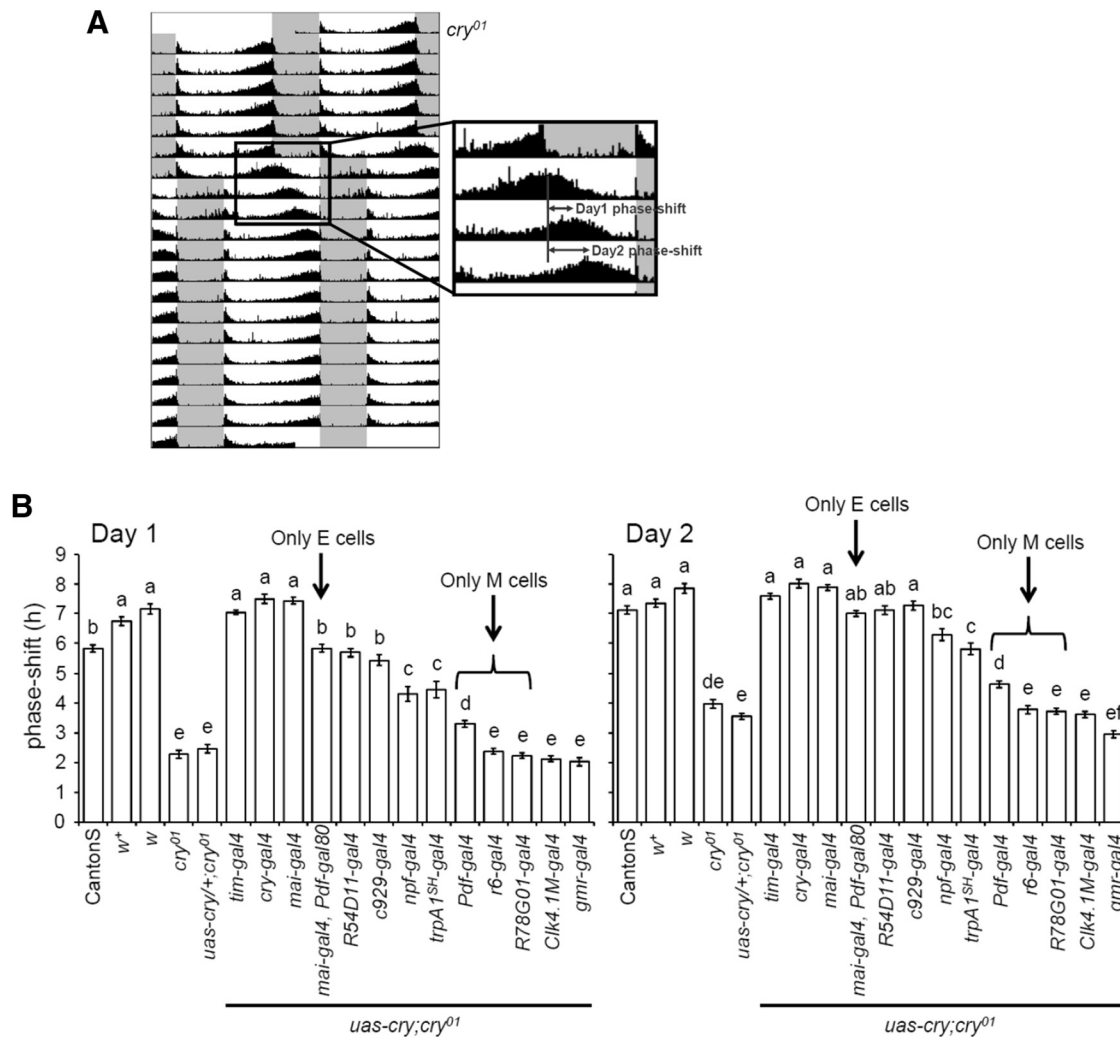 A
cry01
Day1 phase-shift
Day2 phase-shift
B
Day 1
Only E cells
Only M cells
phase-shift (h)
9
8
7
6
5
4
3
2
1
0
b a a e e a a a b b b c c d e e e e
CantonS
w+
w
cry01
uas-cry/+;cry01
tim-gal4
cry-gal4
mai-gal4
mai-gal4, Pdf-gal80
R54D11-gal4
c929-gal4
npf-gal4
trpA1SH-gal4
Pdf-gal4
r6-gal4
R78G01-gal4
Clk4.1M-gal4
gmr-gal4
uas-cry;cry01
Day 2
Only E cells
Only M cells
a a a de e a a a ab ab a bc c d e e e ef
CantonS
w+
w
cry01
uas-cry/+;cry01
tim-gal4
cry-gal4
mai-gal4
mai-gal4, Pdf-gal80
R54D11-gal4
c929-gal4
npf-gal4
trpA1SH-gal4
Pdf-gal4
r6-gal4
R78G01-gal4
Clk4.1M-gal4
gmr-gal4
uas-cry;cry01